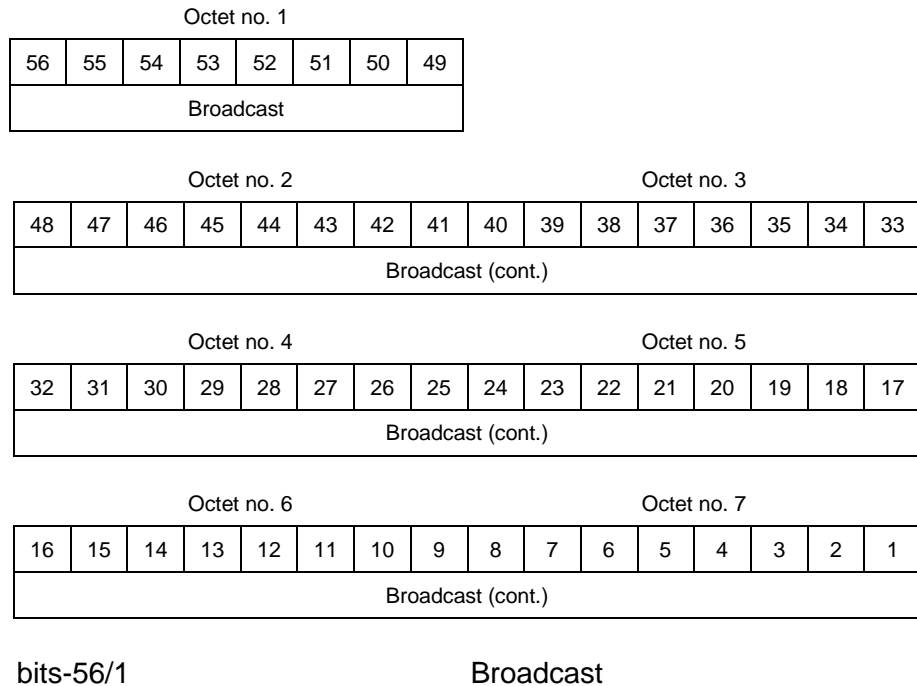 Octet no. 1
56 55 54 53 52 51 50 49
Broadcast
Octet no. 2 Octet no. 3
48 47 46 45 44 43 42 41 40 39 38 37 36 35 34 33
Broadcast (cont.)
Octet no. 4 Octet no. 5
32 31 30 29 28 27 26 25 24 23 22 21 20 19 18 17
Broadcast (cont.)
Octet no. 6 Octet no. 7
16 15 14 13 12 11 10 9 8 7 6 5 4 3 2 1
Broadcast (cont.)
bits-56/1 Broadcast